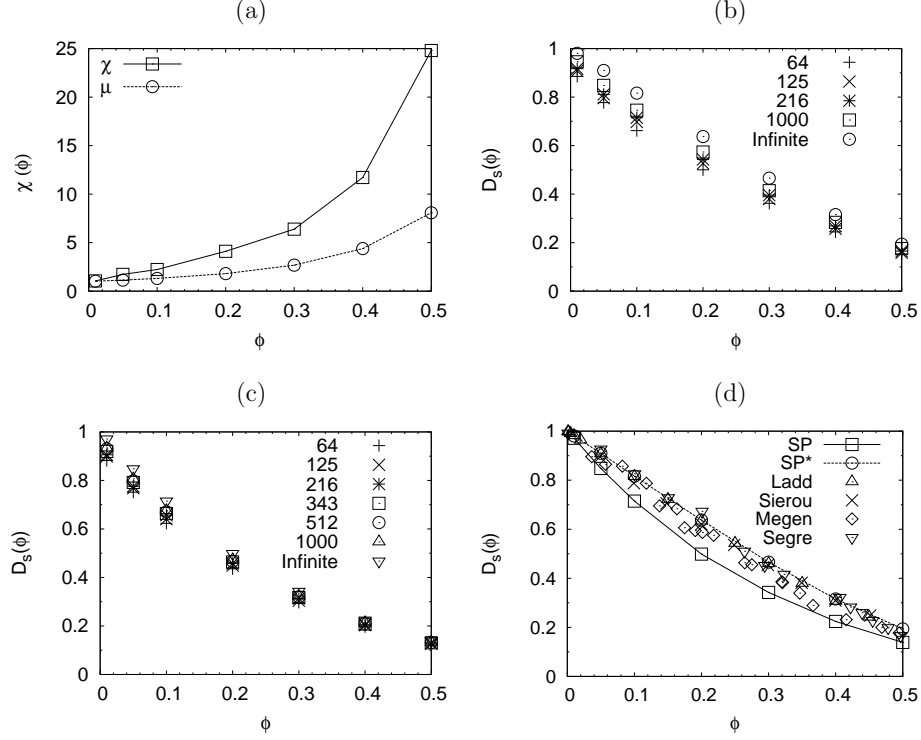 (a)
25
20
15
10
5
0
χ (ϕ)
χ
μ
0 0.1 0.2 0.3 0.4 0.5
ϕ
(b)
1
0.8
0.6
0.4
0.2
0
D_s(ϕ)
64
125
216
1000
Infinite
0 0.1 0.2 0.3 0.4 0.5
ϕ
(c)
1
0.8
0.6
0.4
0.2
0
D_s(ϕ)
64
125
216
343
512
1000
Infinite
0 0.1 0.2 0.3 0.4 0.5
ϕ
(d)
1
0.8
0.6
0.4
0.2
0
D_s(ϕ)
SP
SP*
Ladd
Sierou
Megen
Segre
0 0.1 0.2 0.3 0.4 0.5
ϕ